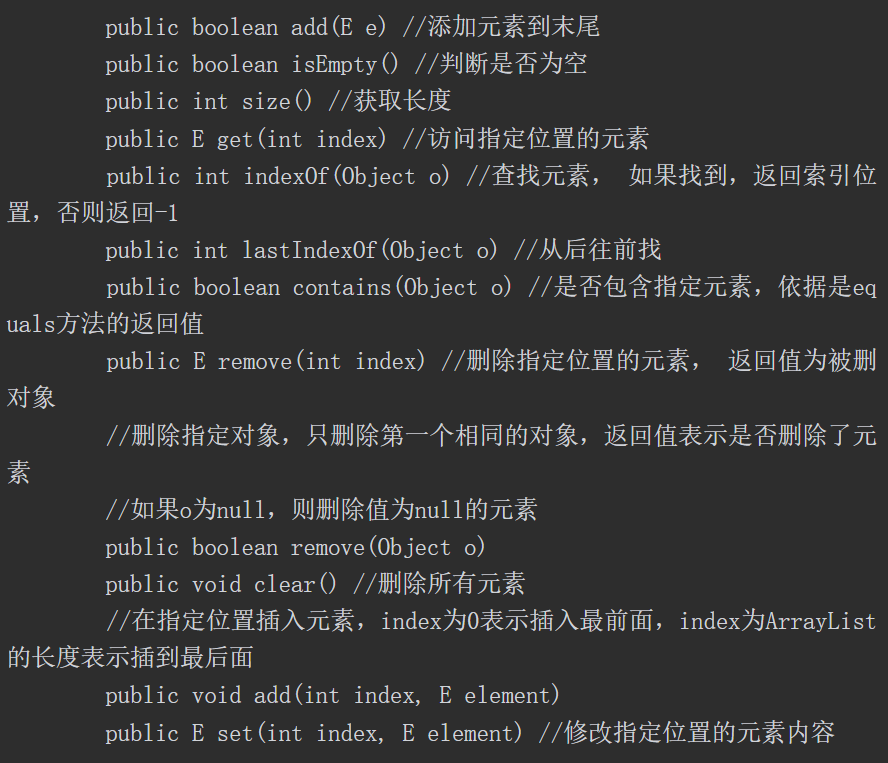 public boolean add(E e) //添加元素到末尾
public boolean isEmpty() //判断是否为空
public int size() //获取长度
public E get(int index) //访问指定位置的元素
public int indexOf(Object o) //查找元素， 如果找到，返回索引位
置，否则返回-1
public int lastIndexOf(Object o) //从后往前找
public boolean contains(Object o) //是否包含指定元素，依据是eq
uals方法的返回值
public E remove(int index) //删除指定位置的元素， 返回值为被删
对象
//删除指定对象，只删除第一个相同的对象，返回值表示是否删除了元
素
//如果o为null，则删除值为null的元素
public boolean remove(Object o)
public void clear() //删除所有元素
//在指定位置插入元素，index为0表示插入最前面，index为ArrayList
的长度表示插到最后面
public void add(int index, E element)
public E set(int index, E element) //修改指定位置的元素内容